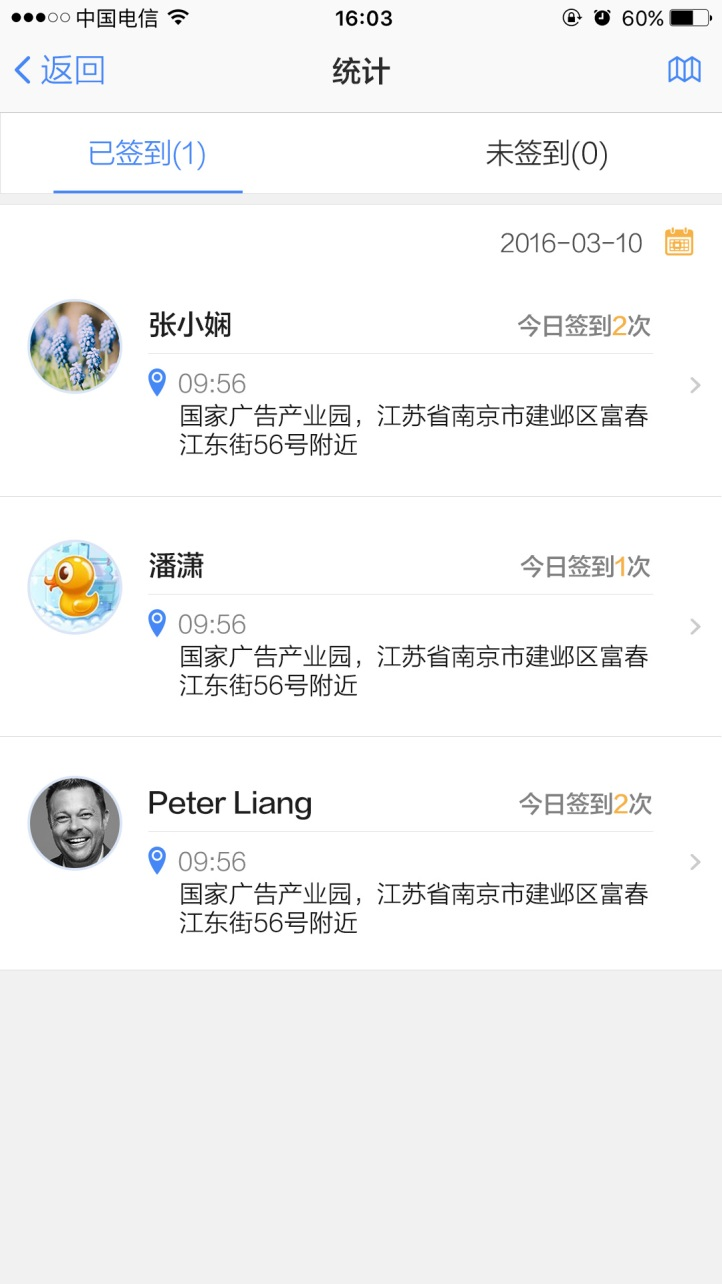 中国电信 16:03 60%
返回 统计
已签到(1) 未签到(0)
2016-03-10
张小娴 今日签到2次
09:56
国家广告产业园，江苏省南京市建邺区富春
江东街56号附近
潘潇 今日签到1次
09:56
国家广告产业园，江苏省南京市建邺区富春
江东街56号附近
Peter Liang 今日签到2次
09:56
国家广告产业园，江苏省南京市建邺区富春
江东街56号附近